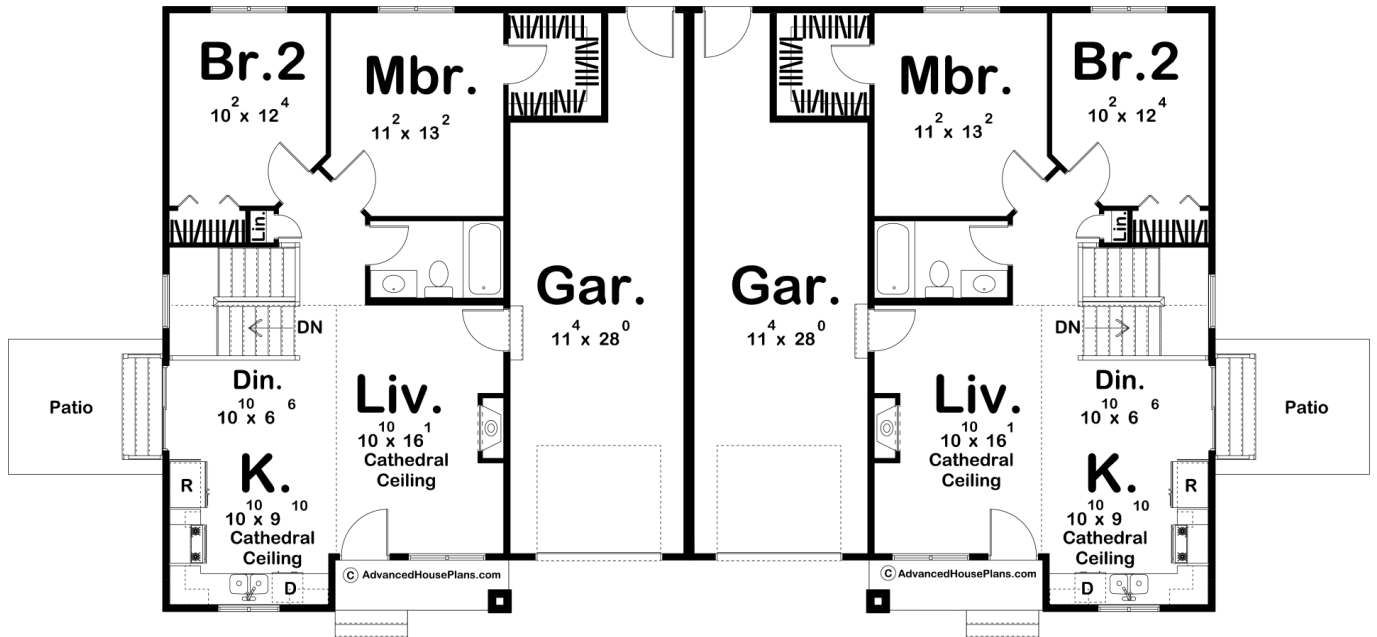 Br.2
10² x 12⁴
Mbr.
11² x 13²
Mbr.
11² x 13²
Br.2
10² x 12⁴
Lin.
Lin.
Gar.
11⁴ x 28⁰
Gar.
11⁴ x 28⁰
DN
DN
Patio
Din.
10¹⁰ x 6⁶
Liv.
10¹⁰ x 16¹
Cathedral
Ceiling
Liv.
10¹⁰ x 16¹
Cathedral
Ceiling
Din.
10¹⁰ x 6⁶
Patio
R
K.
10¹⁰ x 9¹⁰
Cathedral
Ceiling
D
K.
10¹⁰ x 9¹⁰
Cathedral
Ceiling
R
D
© AdvancedHousePlans.com
© AdvancedHousePlans.com